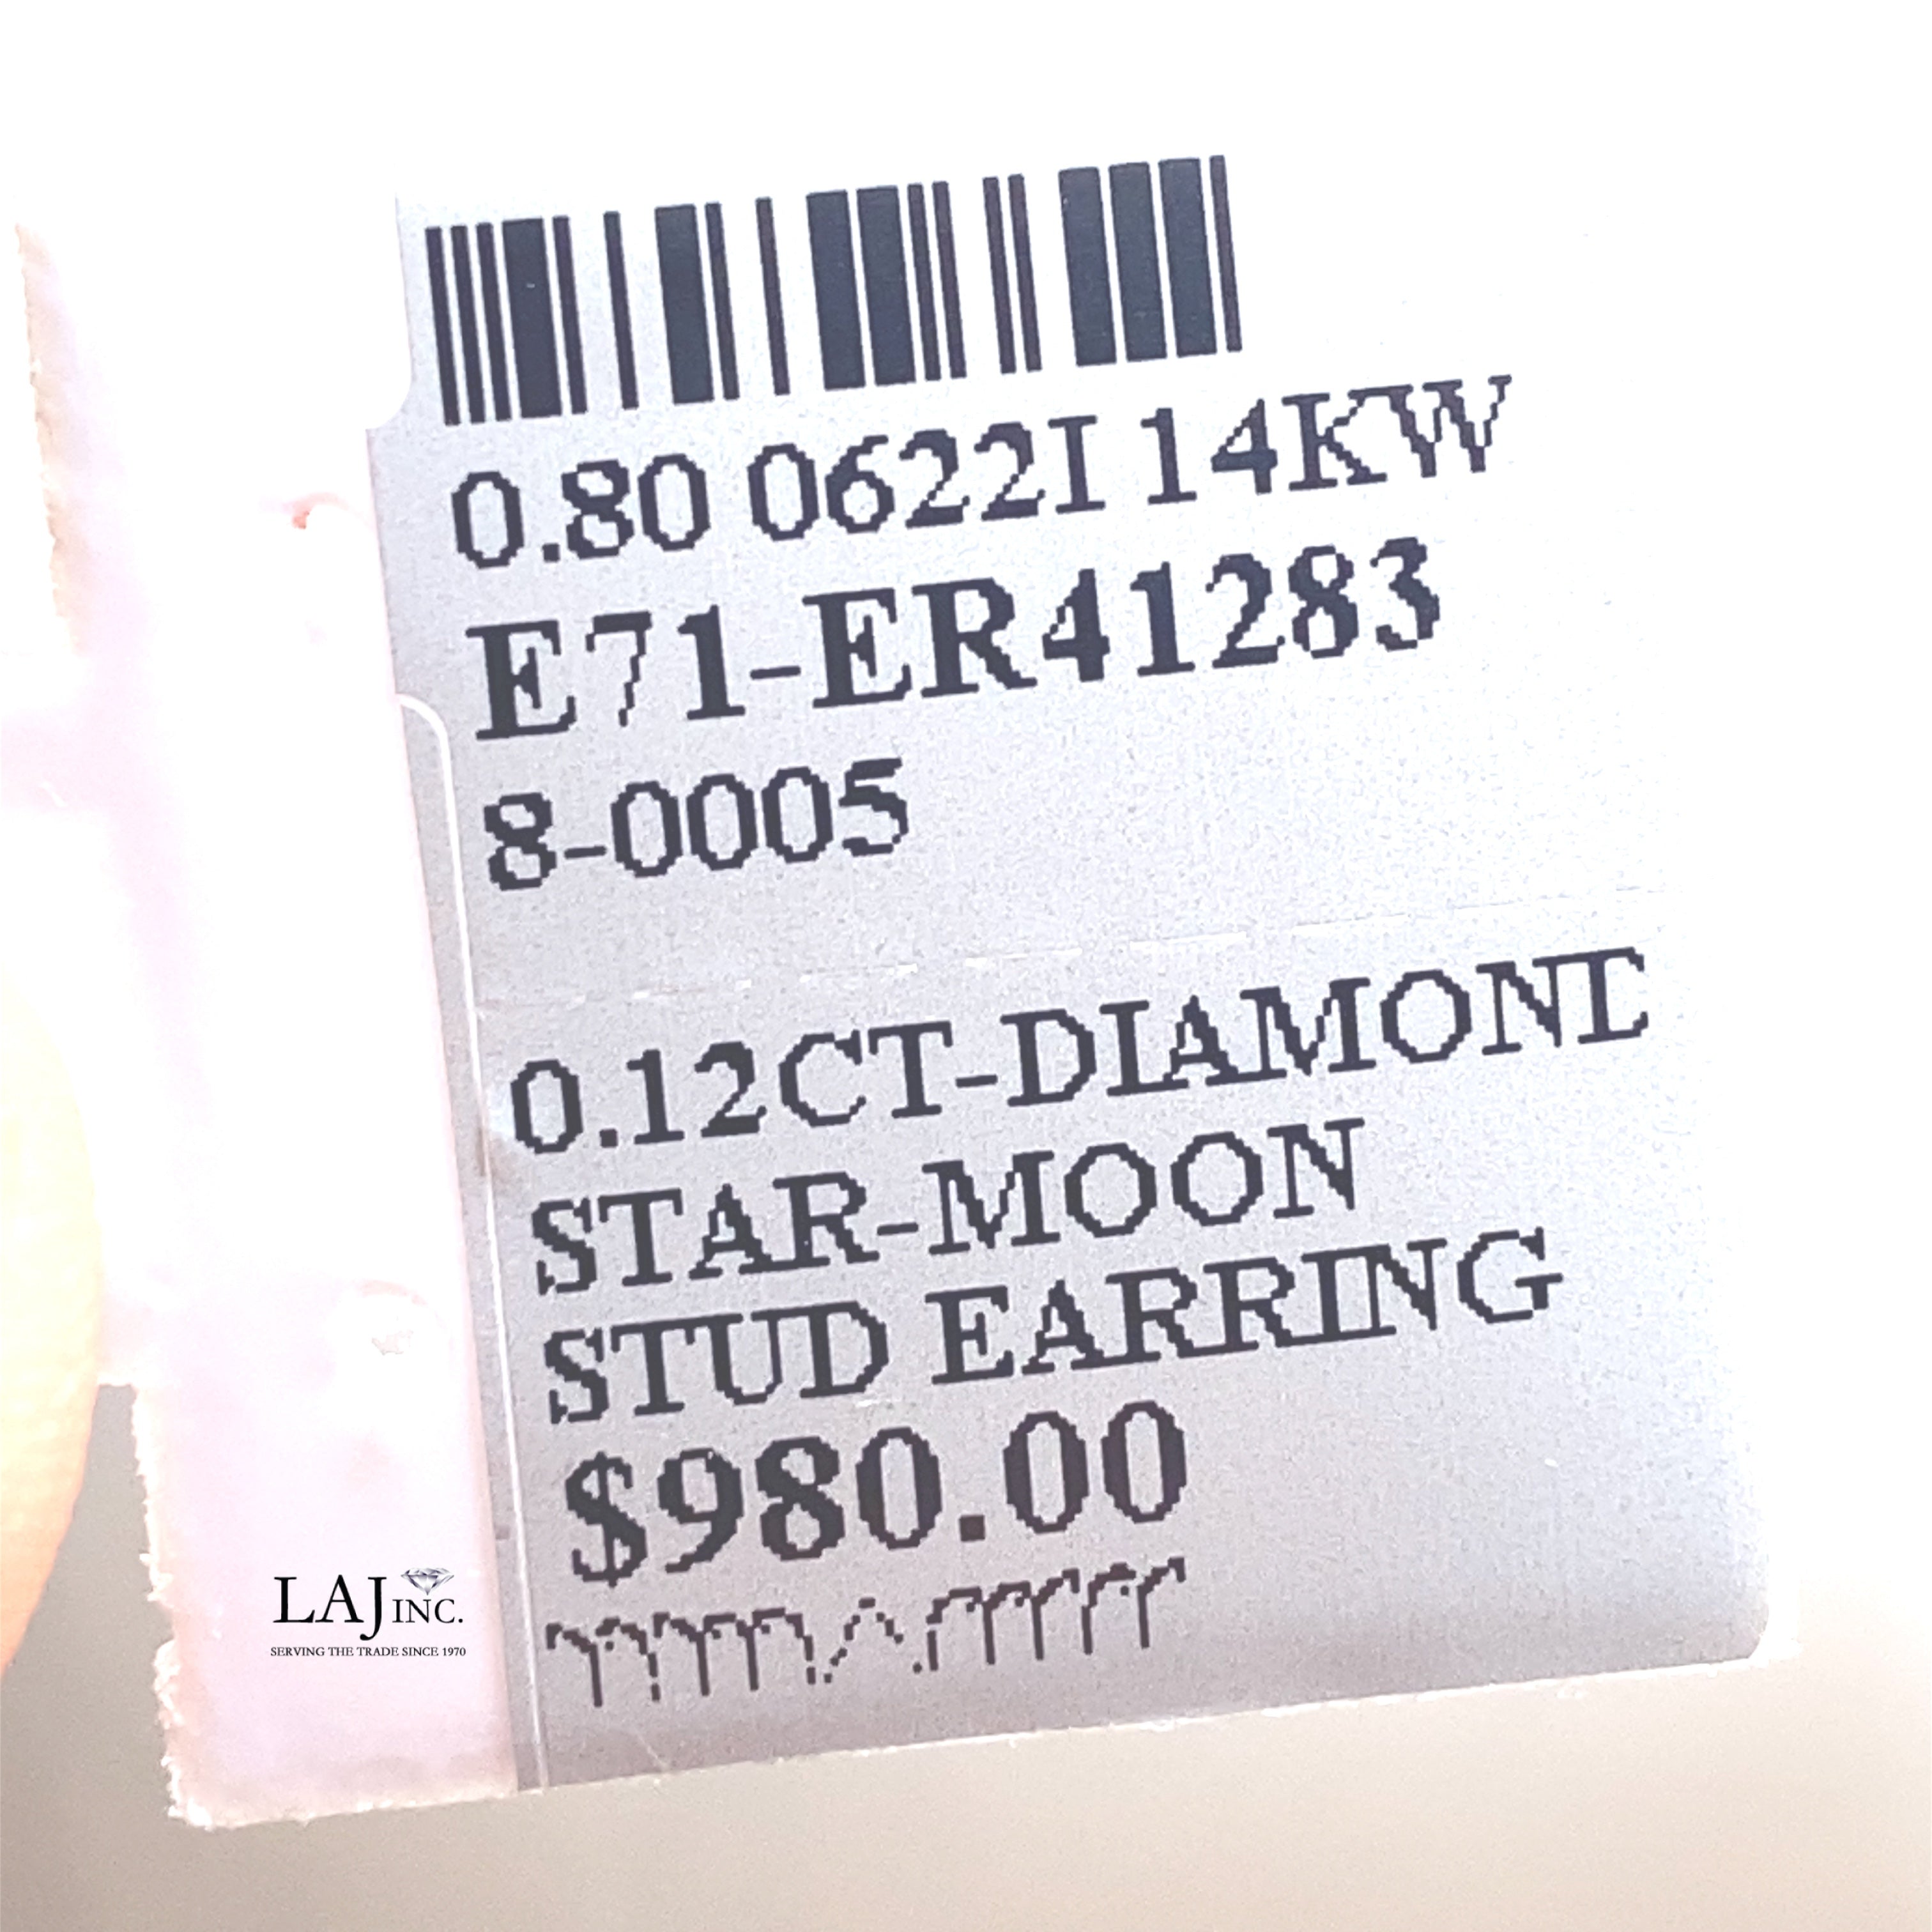 0.80 0622I 14KW
E71-ER41283
8-0005
0.12CT-DIAMOND
STAR-MOON
STUD EARRING
$980.00
LAJ INC.
SERVING THE TRADE SINCE 1970